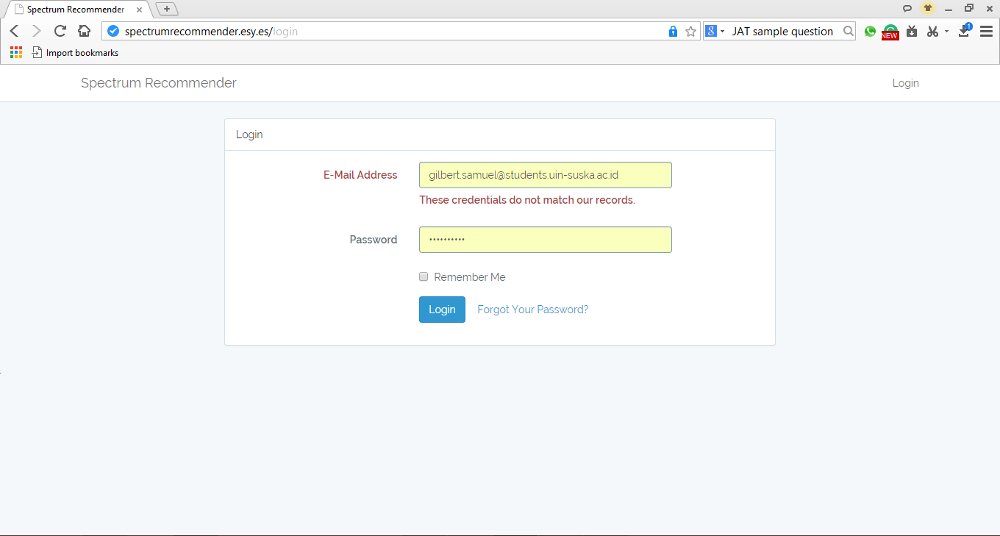 Spectrum Recommender
spectrumrecommender.esy.es/login
JAT sample question
NEW
1
Import bookmarks
Spectrum Recommender
Login
Login
E-Mail Address
gilbert.samuel@students.uin-suska.ac.id
These credentials do not match our records.
Password
••••••••••
Remember Me
Login
Forgot Your Password?